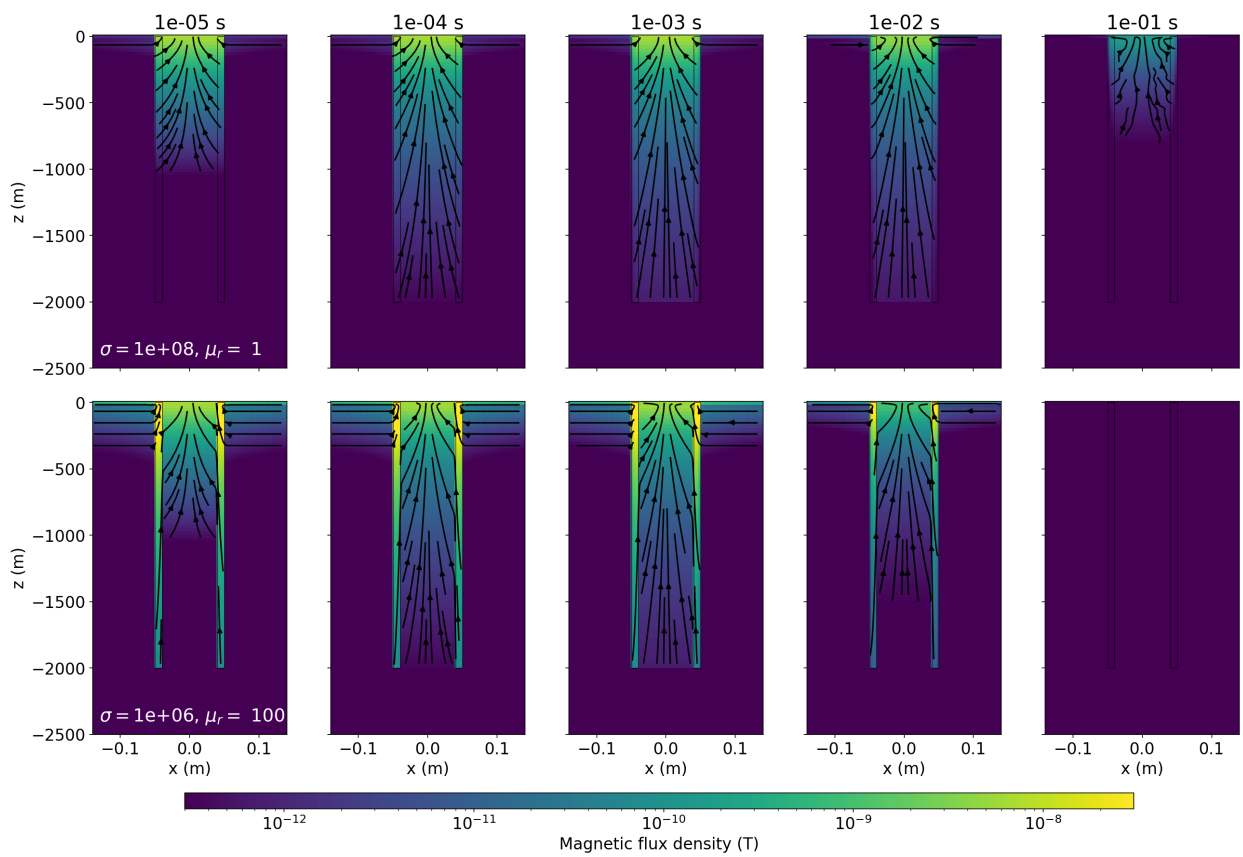 1e-05 s 1e-04 s 1e-03 s 1e-02 s 1e-01 s
0
−500
−1000
−1500
−2000
−2500
z (m)
σ = 1e+08, μr = 1
0
−500
−1000
−1500
−2000
−2500
z (m)
σ = 1e+06, μr = 100
−0.1 0.0 0.1 −0.1 0.0 0.1 −0.1 0.0 0.1 −0.1 0.0 0.1 −0.1 0.0 0.1
x (m) x (m) x (m) x (m) x (m)
10⁻¹² 10⁻¹¹ 10⁻¹⁰ 10⁻⁹ 10⁻⁸
Magnetic flux density (T)